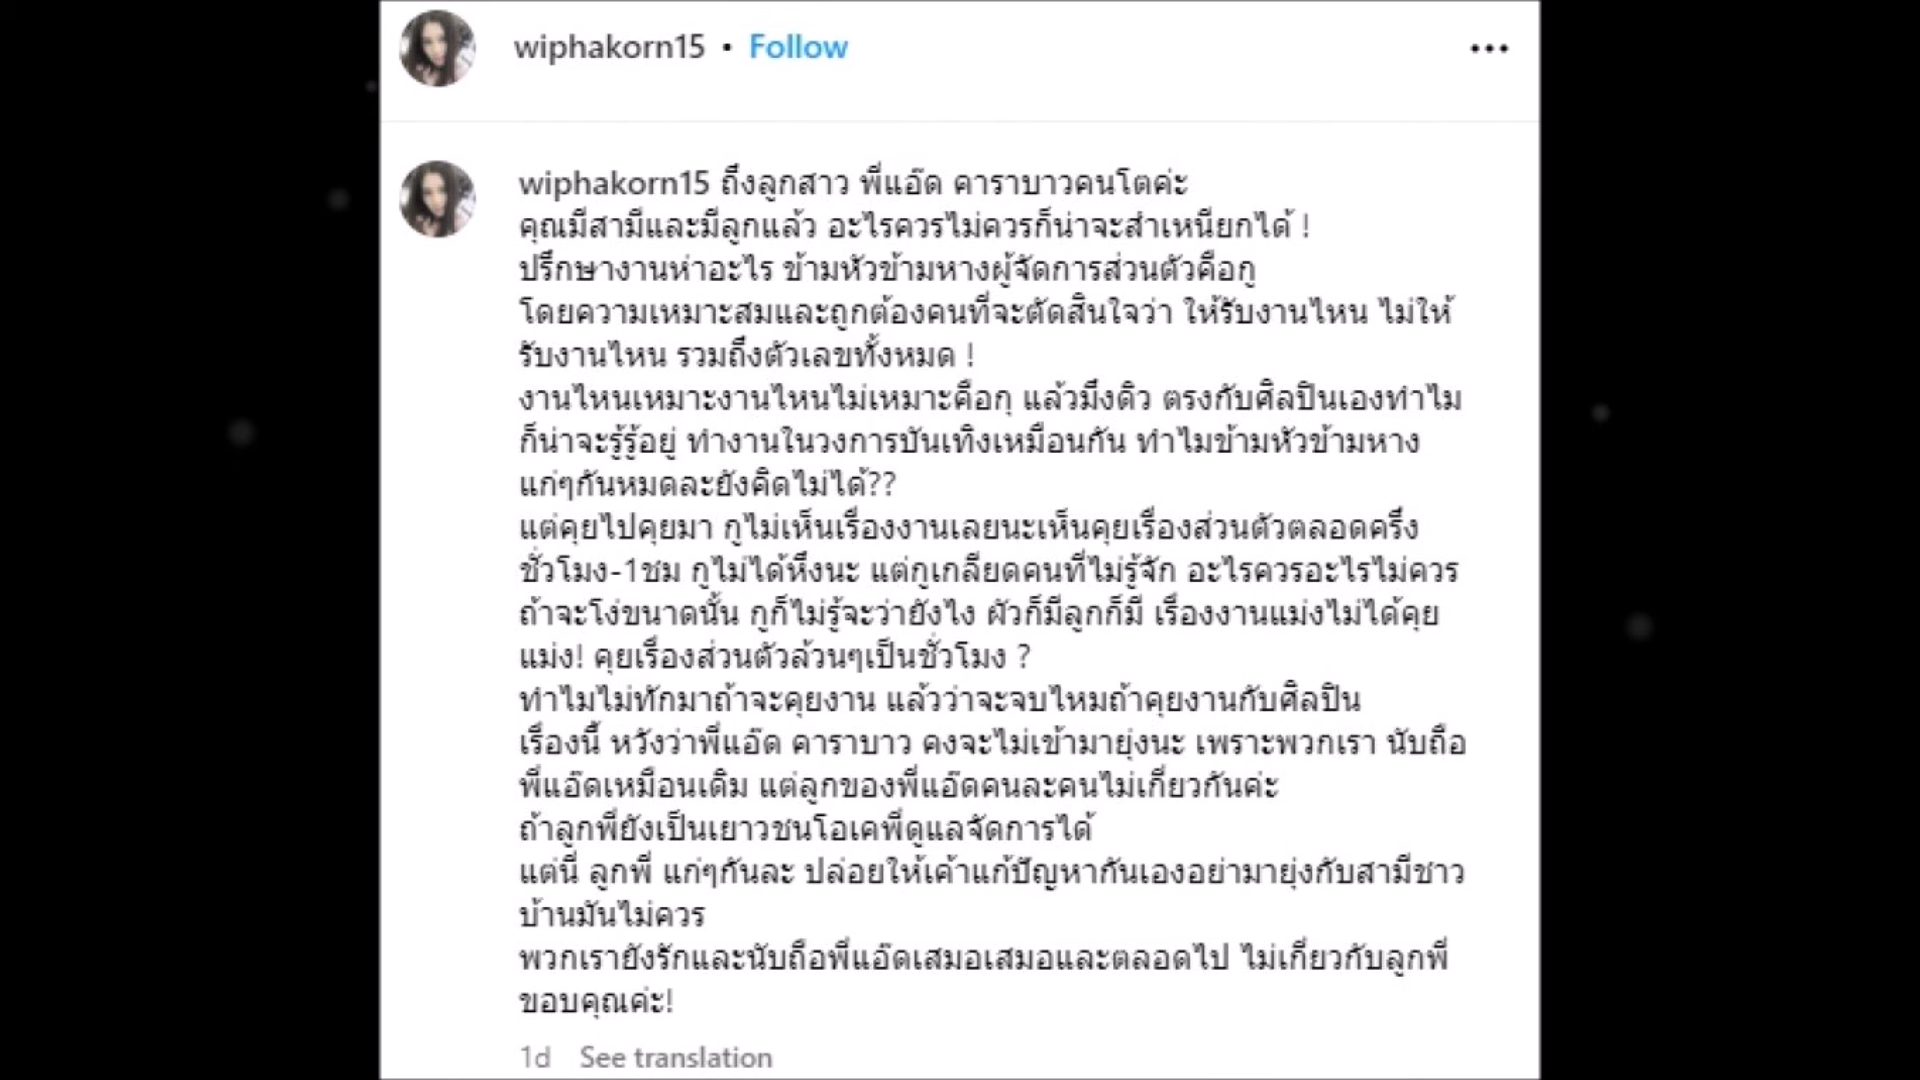 wiphakorn15 • Follow
wiphakorn15 ถึงลูกสาว พี่แอ๊ด คาราบาวคนโตค่ะ
คุณมีสามีและมีลูกแล้ว อะไรควรไม่ควรก็น่าจะสำเหนียกได้ !
ปรึกษางานห่าอะไร ข้ามหัวข้ามหางผู้จัดการส่วนตัวคือกู
โดยความเหมาะสมและถูกต้องคนที่จะตัดสินใจว่า ให้รับงานไหน ไม่ให้
รับงานไหน รวมถึงตัวเลขทั้งหมด !
งานไหนเหมาะงานไหนไม่เหมาะคือกุ แล้วมึงดิว ตรงกับศิลปินเองทำไม
ก็น่าจะรู้รู้อยู่ ทำงานในวงการบันเทิงเหมือนกัน ทำไมข้ามหัวข้ามหาง
แก่ๆกันหมดละยังคิดไม่ได้??
แต่คุยไปคุยมา กูไม่เห็นเรื่องงานเลยนะเห็นคุยเรื่องส่วนตัวตลอดครึ่ง
ชั่วโมง-1ชม กูไม่ได้หึงนะ แต่กูเกลียดคนที่ไม่รู้จัก อะไรควรอะไรไม่ควร
ถ้าจะโง่ขนาดนั้น กูก็ไม่รู้จะว่ายังไง ผัวก็มีลูกก็มี เรื่องงานแม่งไม่ได้คุย
แม่ง! คุยเรื่องส่วนตัวล้วนๆเป็นชั่วโมง ?
ทำไมไม่ทักมาถ้าจะคุยงาน แล้วว่าจะจบไหมถ้าคุยงานกับศิลปิน
เรื่องนี้ หวังว่าพี่แอ๊ด คาราบาว คงจะไม่เข้ามายุ่งนะ เพราะพวกเรา นับถือ
พี่แอ๊ดเหมือนเดิม แต่ลูกของพี่แอ๊ดคนละคนไม่เกี่ยวกันค่ะ
ถ้าลูกพี่ยังเป็นเยาวชนโอเคพี่ดูแลจัดการได้
แต่นี่ ลูกพี่ แก่ๆกันละ ปล่อยให้เค้าแก้ปัญหากันเองอย่ามายุ่งกับสามีชาว
บ้านมันไม่ควร
พวกเรายังรักและนับถือพี่แอ๊ดเสมอเสมอและตลอดไป ไม่เกี่ยวกับลูกพี่
ขอบคุณค่ะ!
1d See translation